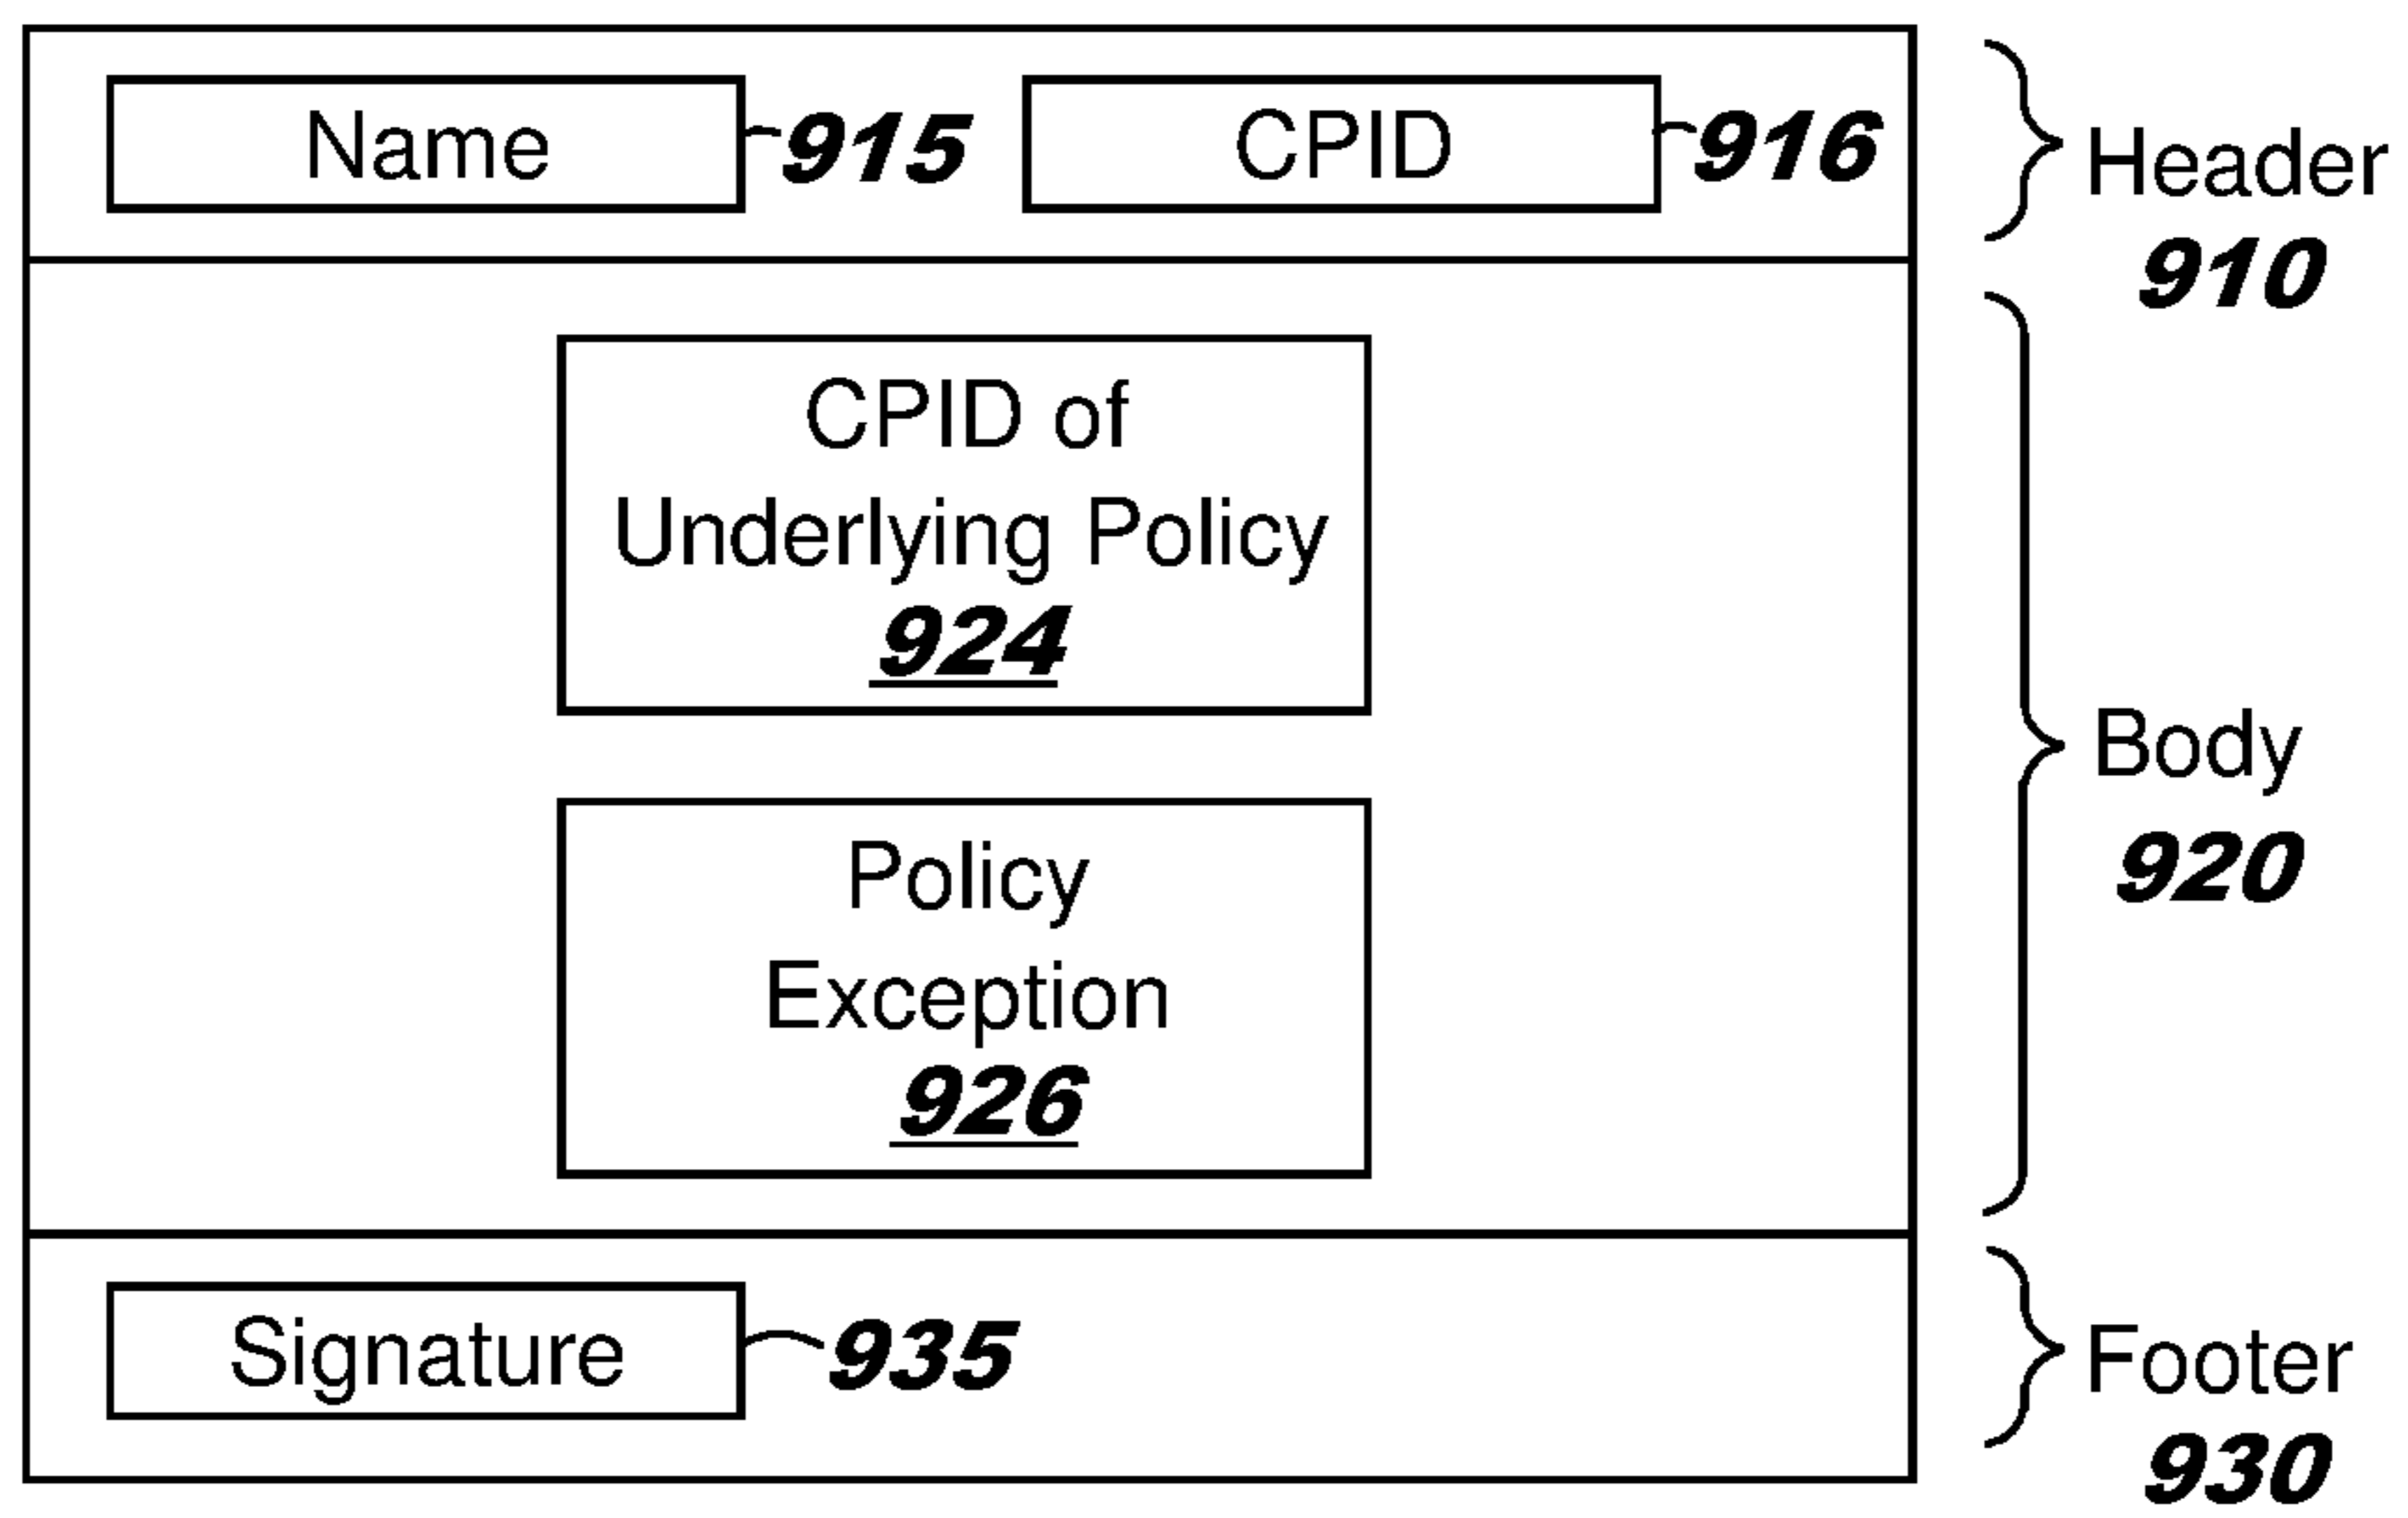 Name 915 CPID 916 Header
910
CPID of
Underlying Policy
924
Body
920
Policy
Exception
926
Signature 935 Footer
930